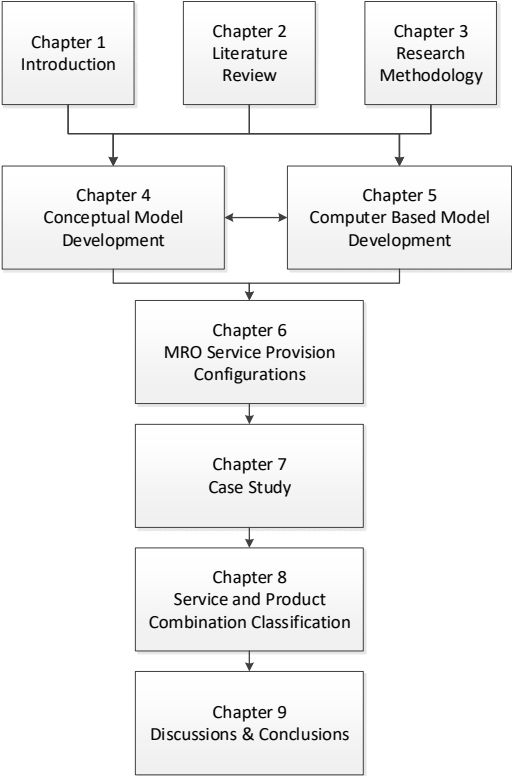 Chapter 1
Introduction
Chapter 2
Literature
Review
Chapter 3
Research
Methodology
Chapter 4
Conceptual Model
Development
Chapter 5
Computer Based Model
Development
Chapter 6
MRO Service Provision
Configurations
Chapter 7
Case Study
Chapter 8
Service and Product
Combination Classification
Chapter 9
Discussions & Conclusions